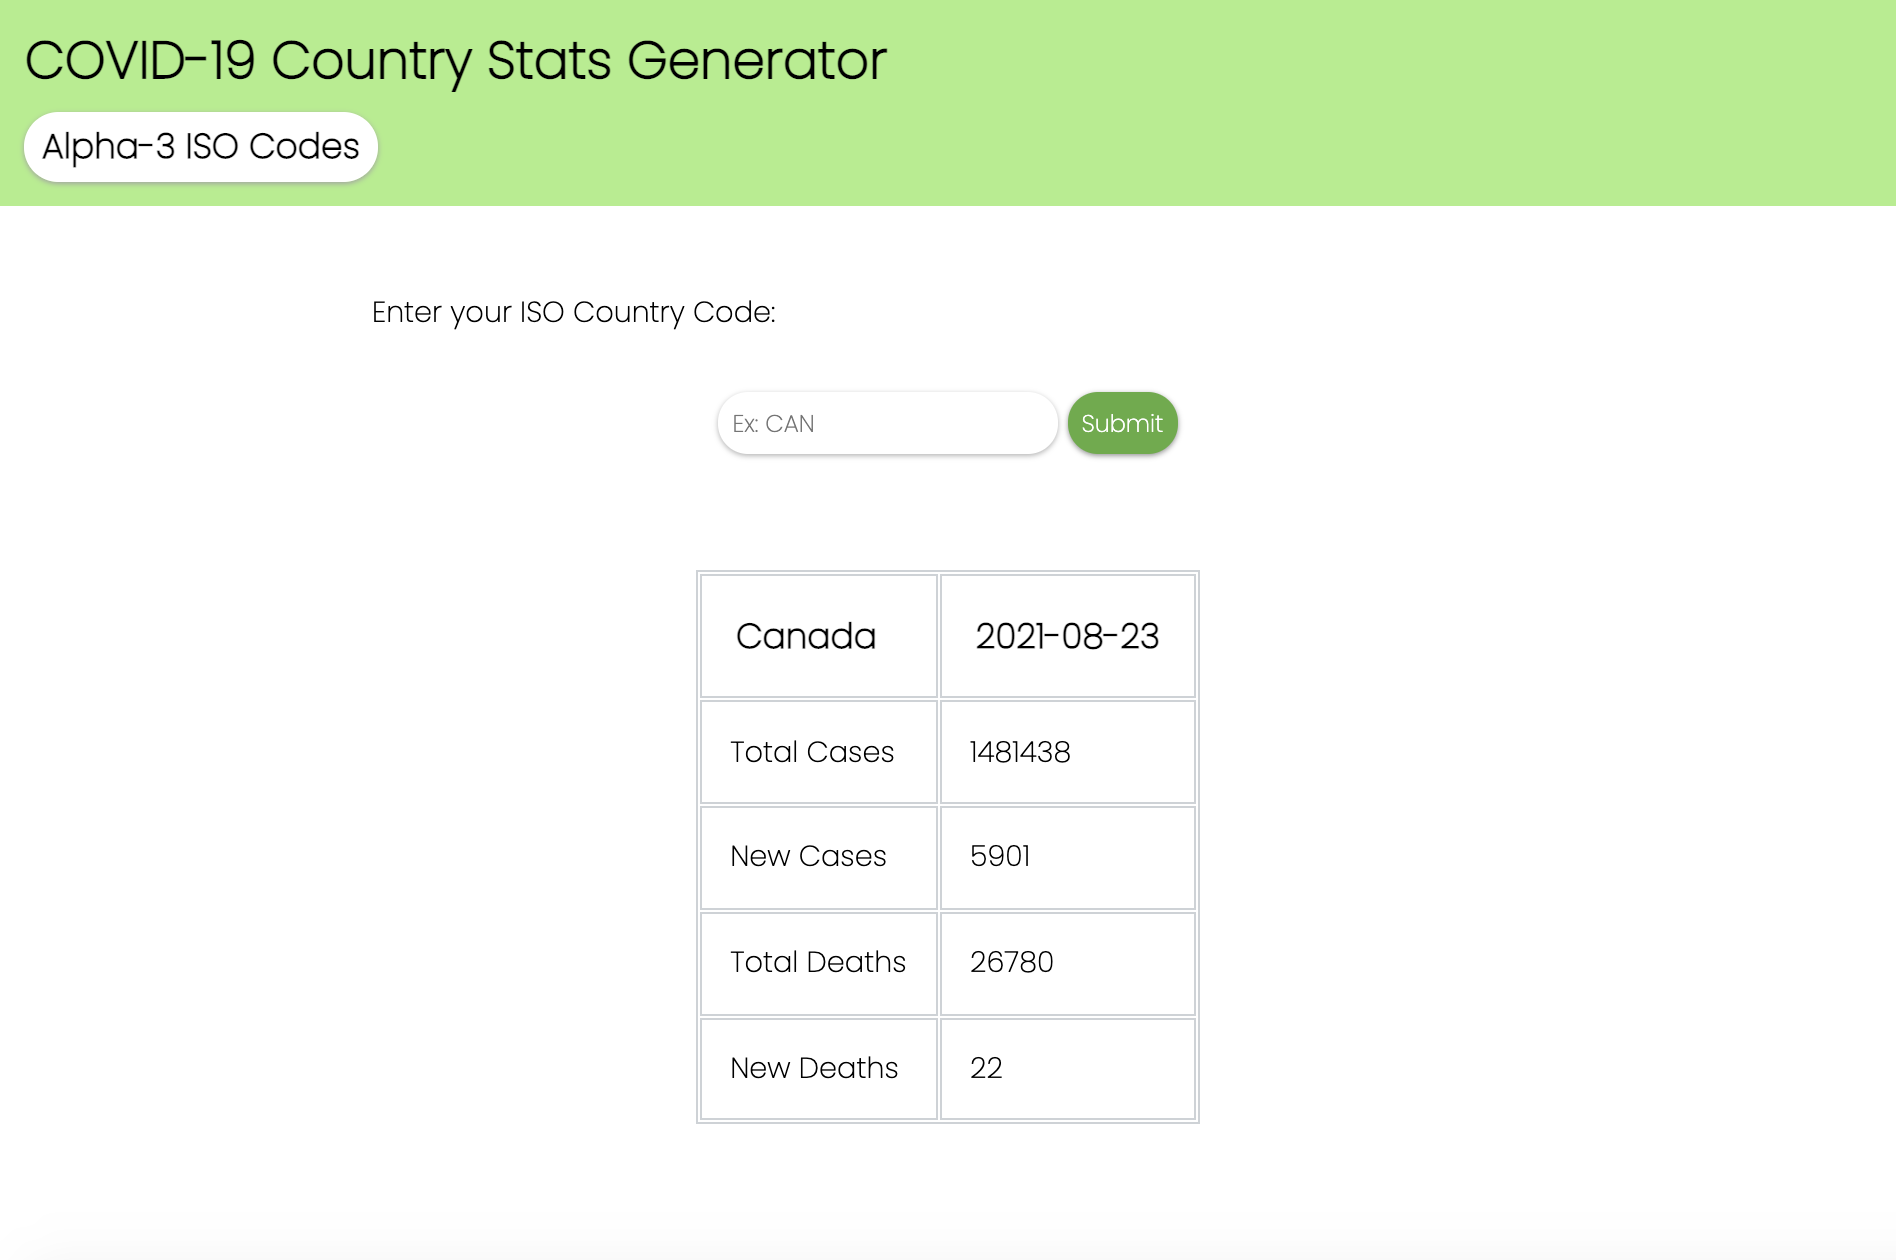 COVID-19 Country Stats Generator
Alpha-3 ISO Codes
Enter your ISO Country Code:
Ex: CAN Submit
Canada 2021-08-23
Total Cases 1481438
New Cases 5901
Total Deaths 26780
New Deaths 22